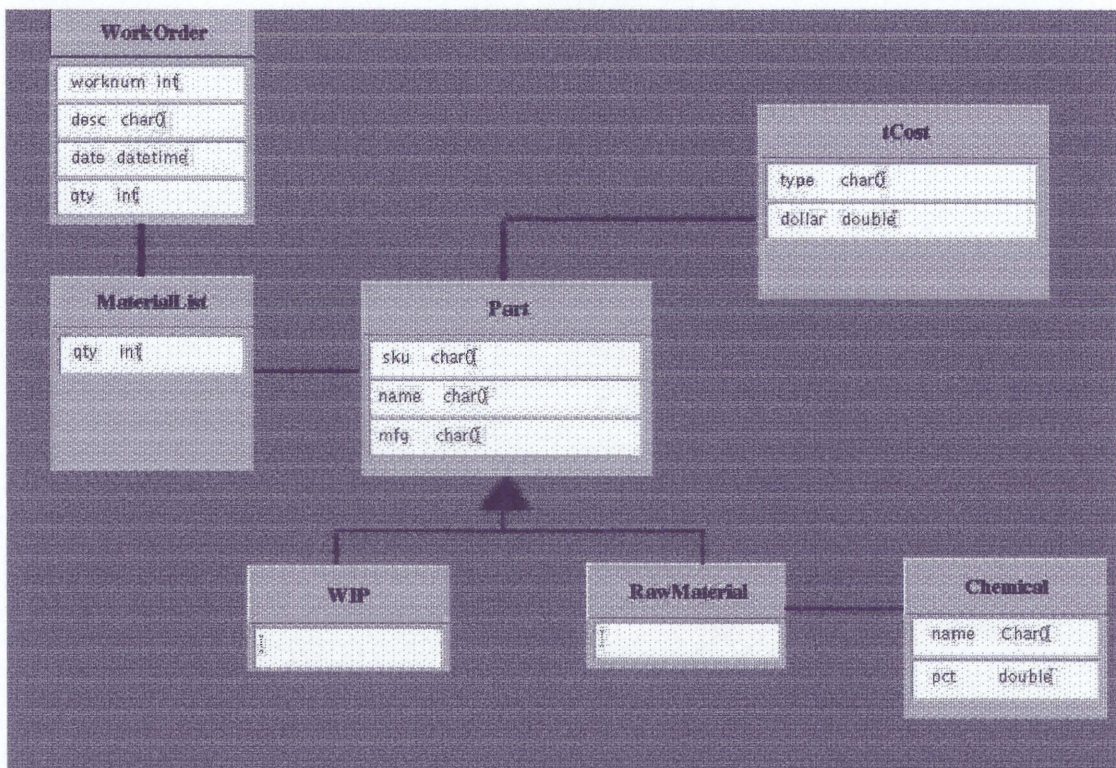 WorkOrder
worknum int
desc char()
date datetime
qty int
tCost
type char()
dollar double
MaterialList
qty int
Part
sku char()
name char()
mfg char()
WIP
RawMaterial
Chemical
name Char()
pct double